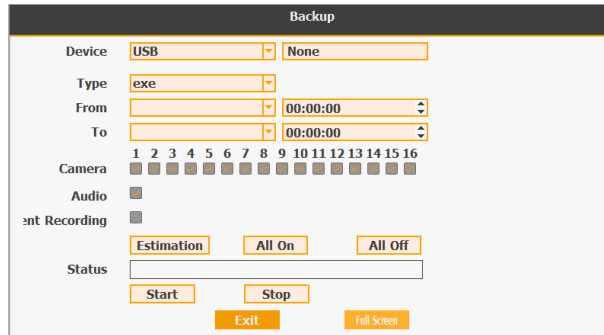 Backup
Device USB None
Type exe
From 00:00:00
To 00:00:00
1 2 3 4 5 6 7 8 9 10 11 12 13 14 15 16
Camera
Audio
ent Recording
Estimation All On All Off
Status
Start Stop
Exit Full Screen